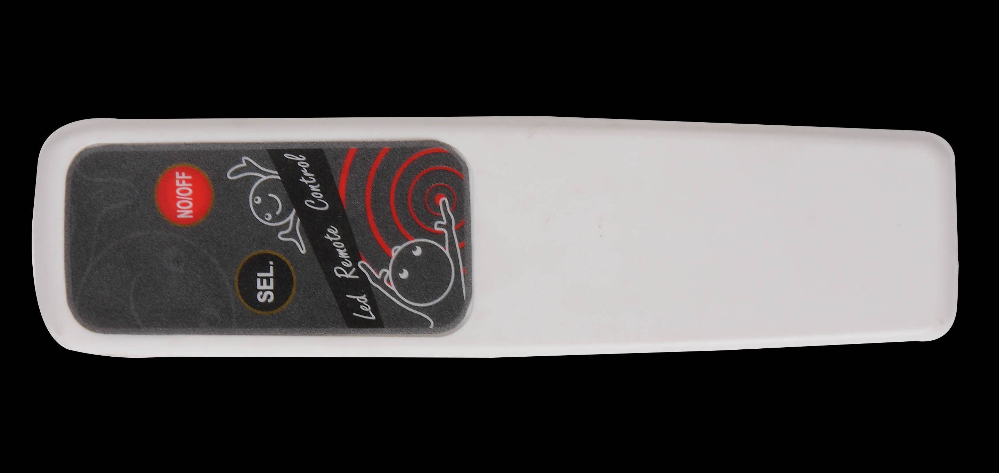 NO/OFF
SEL.
Led Remote Control